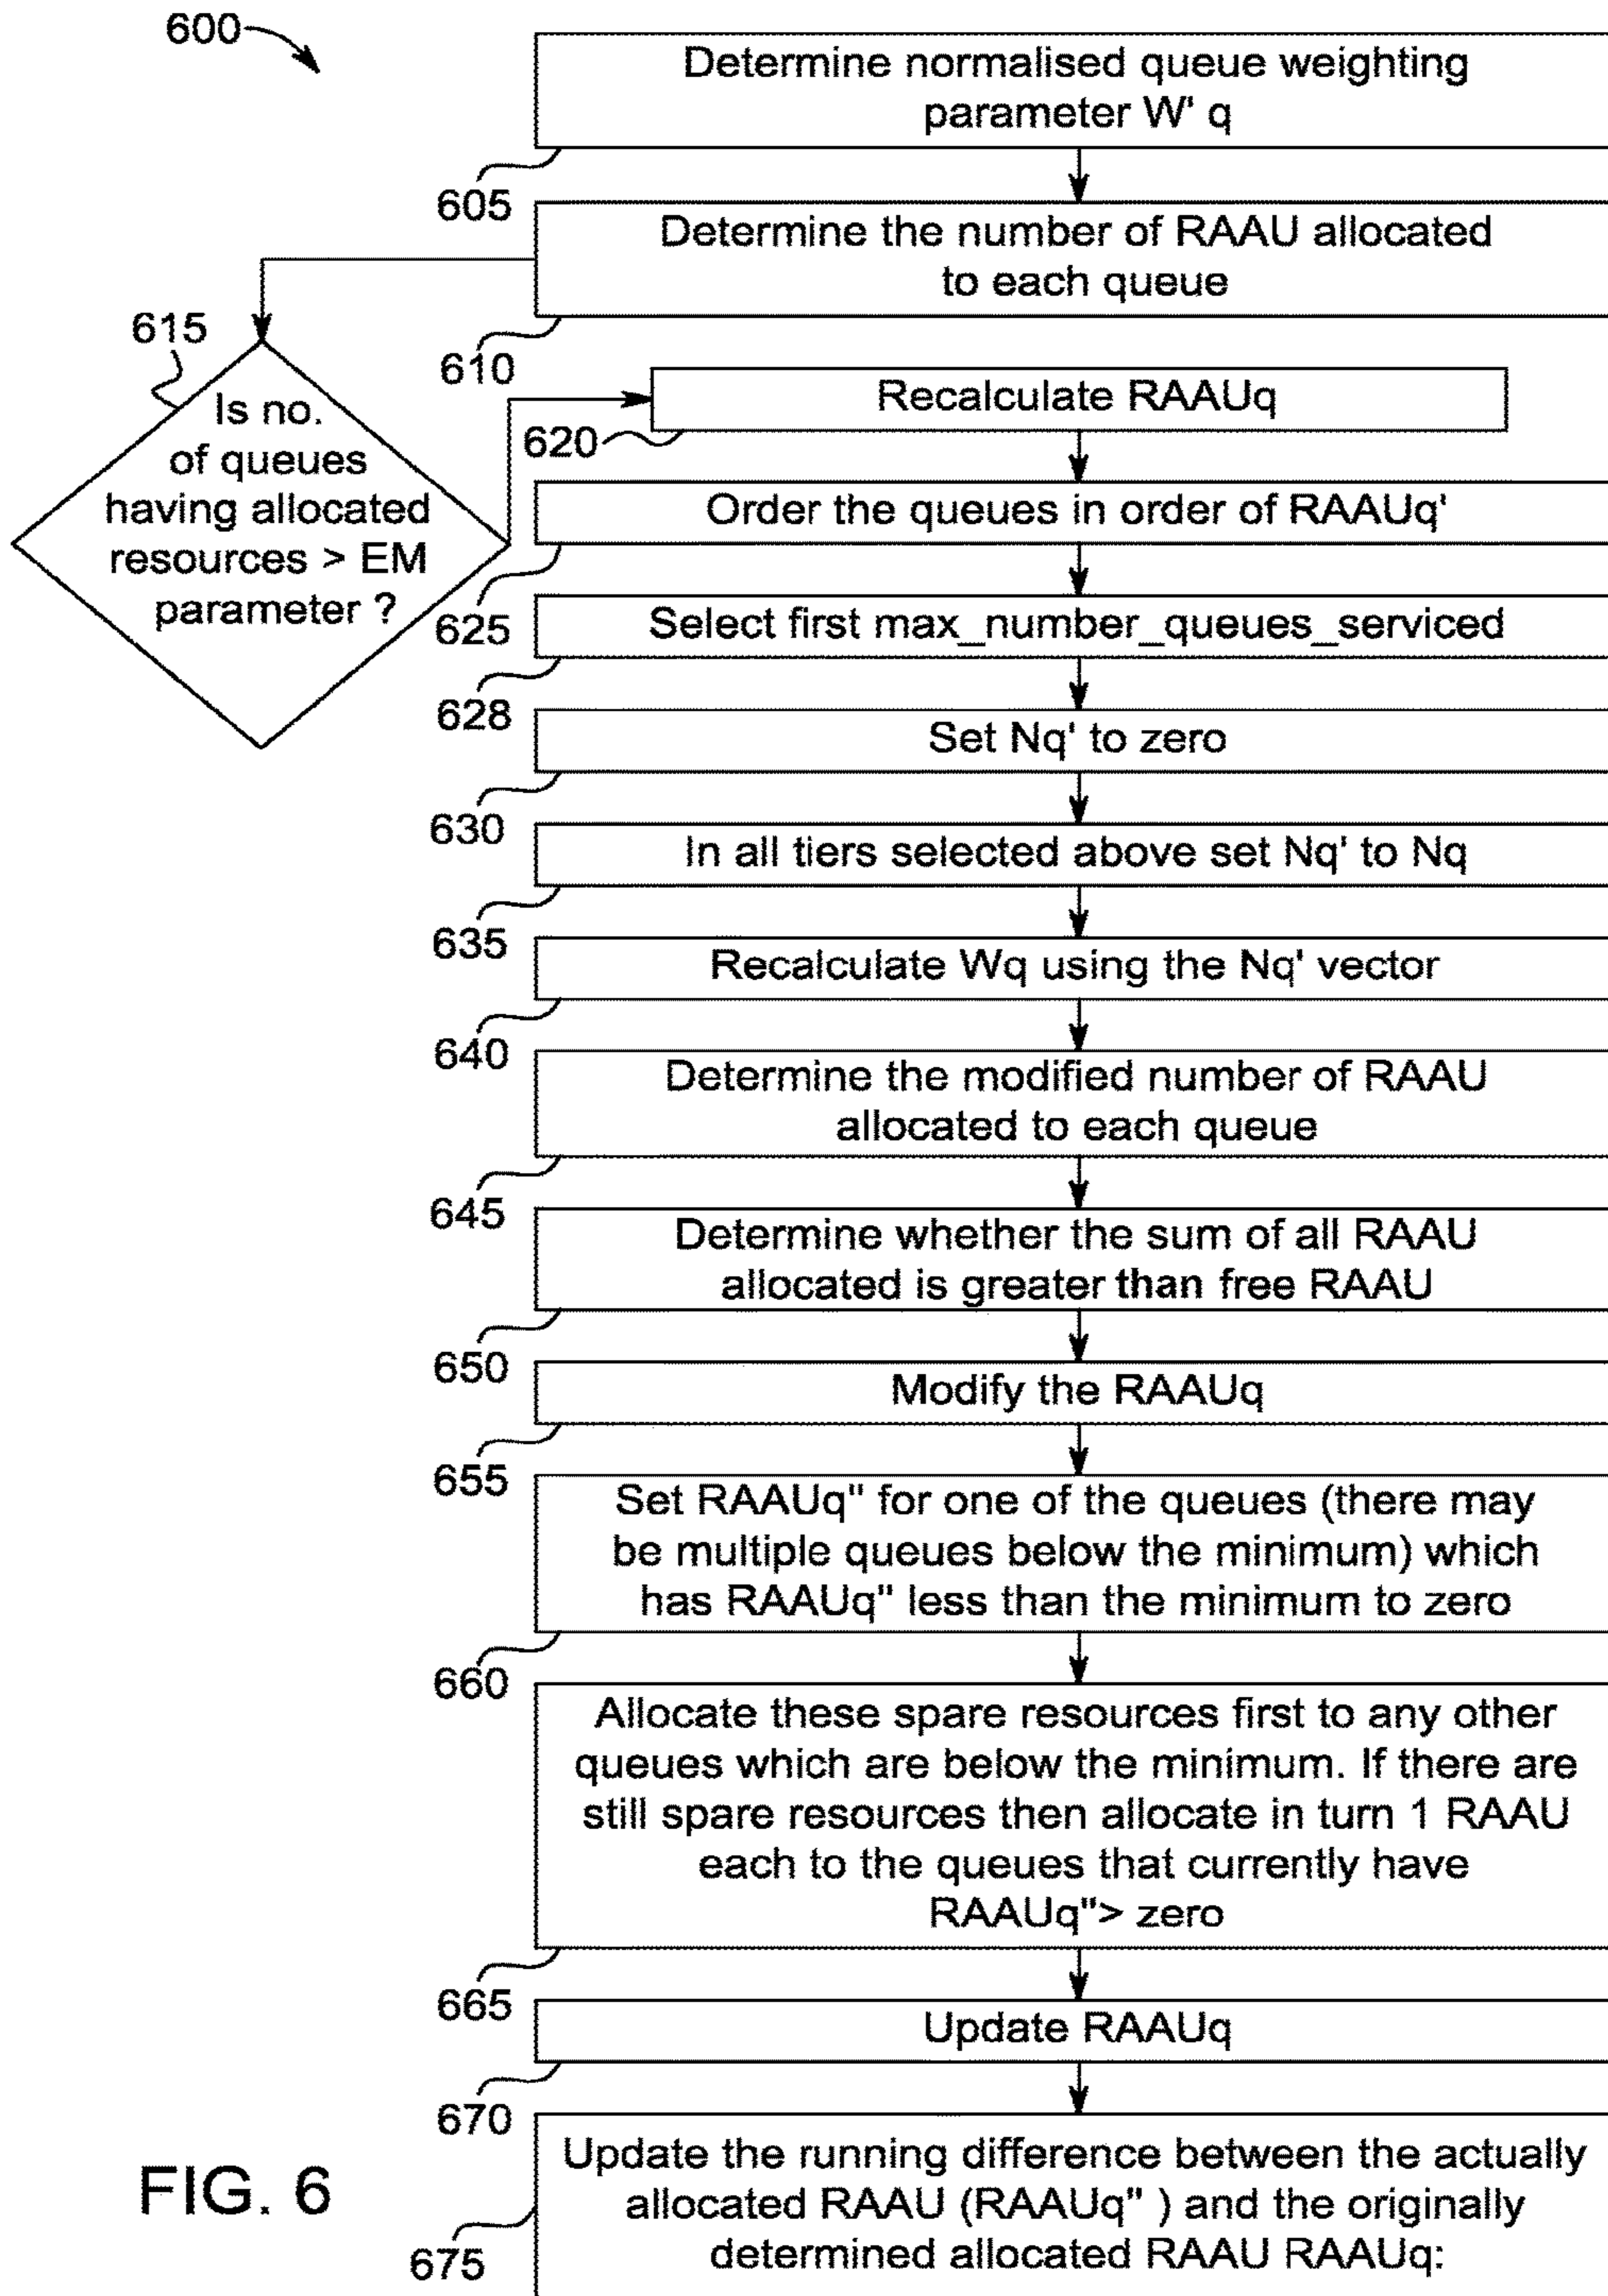 600
Determine normalised queue weighting
parameter W' q
605
Determine the number of RAAU allocated
to each queue
610
615
Is no.
of queues
having allocated
resources > EM
parameter ?
Recalculate RAAUq
620
Order the queues in order of RAAUq'
625
Select first max_number_queues_serviced
628
Set Nq' to zero
630
In all tiers selected above set Nq' to Nq
635
Recalculate Wq using the Nq' vector
640
Determine the modified number of RAAU
allocated to each queue
645
Determine whether the sum of all RAAU
allocated is greater than free RAAU
650
Modify the RAAUq
655
Set RAAUq" for one of the queues (there may
be multiple queues below the minimum) which
has RAAUq" less than the minimum to zero
660
Allocate these spare resources first to any other
queues which are below the minimum. If there are
still spare resources then allocate in turn 1 RAAU
each to the queues that currently have
RAAUq"> zero
665
Update RAAUq
670
Update the running difference between the actually
allocated RAAU (RAAUq" ) and the originally
determined allocated RAAU RAAUq:
675
FIG. 6